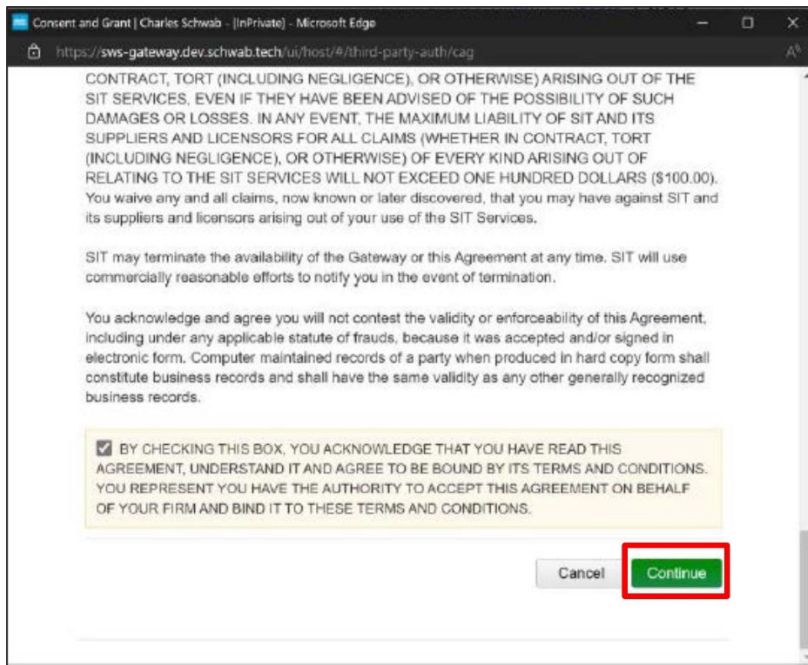 Consent and Grant | Charles Schwab - [InPrivate] - Microsoft Edge
https://sws-gateway.dev.schwab.tech/ui/host/#/third-party-auth/cag
CONTRACT, TORT (INCLUDING NEGLIGENCE), OR OTHERWISE) ARISING OUT OF THE
SIT SERVICES, EVEN IF THEY HAVE BEEN ADVISED OF THE POSSIBILITY OF SUCH
DAMAGES OR LOSSES. IN ANY EVENT, THE MAXIMUM LIABILITY OF SIT AND ITS
SUPPLIERS AND LICENSORS FOR ALL CLAIMS (WHETHER IN CONTRACT, TORT
(INCLUDING NEGLIGENCE), OR OTHERWISE) OF EVERY KIND ARISING OUT OF
RELATING TO THE SIT SERVICES WILL NOT EXCEED ONE HUNDRED DOLLARS ($100.00).
You waive any and all claims, now known or later discovered, that you may have against SIT and
its suppliers and licensors arising out of your use of the SIT Services.
SIT may terminate the availability of the Gateway or this Agreement at any time. SIT will use
commercially reasonable efforts to notify you in the event of termination.
You acknowledge and agree you will not contest the validity or enforceability of this Agreement,
including under any applicable statute of frauds, because it was accepted and/or signed in
electronic form. Computer maintained records of a party when produced in hard copy form shall
constitute business records and shall have the same validity as any other generally recognized
business records.
BY CHECKING THIS BOX, YOU ACKNOWLEDGE THAT YOU HAVE READ THIS
AGREEMENT, UNDERSTAND IT AND AGREE TO BE BOUND BY ITS TERMS AND CONDITIONS.
YOU REPRESENT YOU HAVE THE AUTHORITY TO ACCEPT THIS AGREEMENT ON BEHALF
OF YOUR FIRM AND BIND IT TO THESE TERMS AND CONDITIONS.
Cancel
Continue